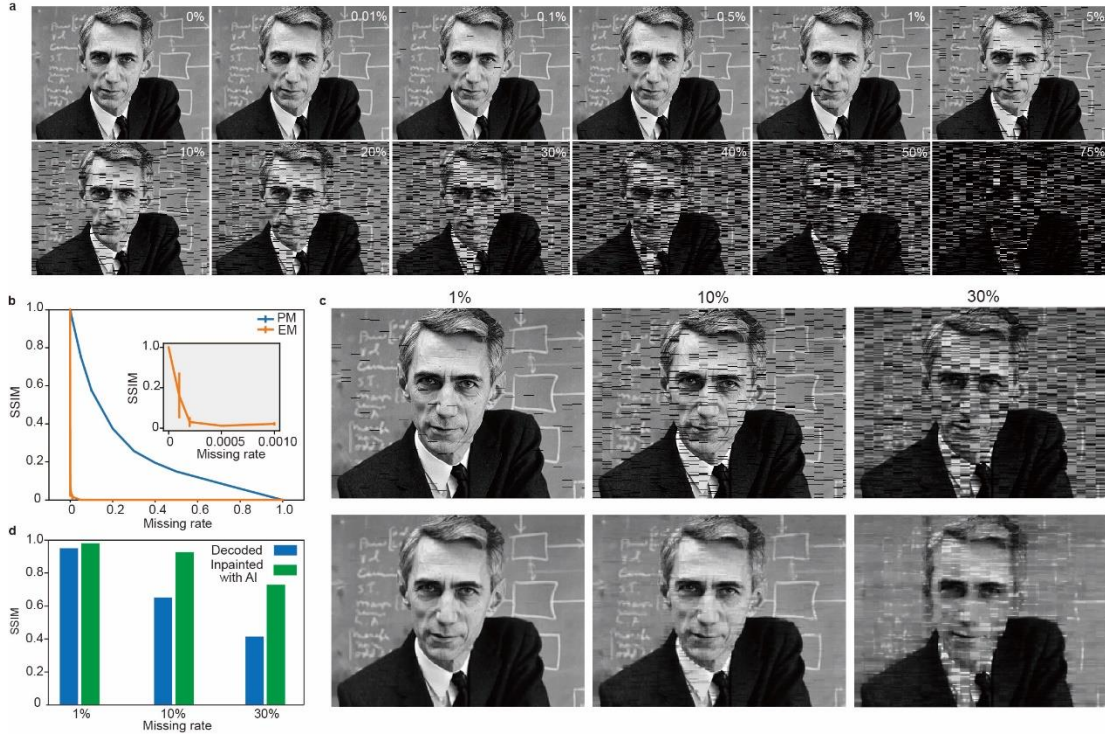 a
0% 0.01% 0.1% 0.5% 1% 5%
10% 20% 30% 40% 50% 75%
b
1.0
0.8
0.6
0.4
0.2
0
SSIM
PM
EM
1.0
0.2
0
SSIM
0 0.0005 0.0010
Missing rate
0 0.2 0.4 0.6 0.8 1.0
Missing rate
c
1% 10% 30%
d
1.0
0.8
0.6
0.4
0.2
0
SSIM
Decoded
Inpainted
with AI
1% 10% 30%
Missing rate